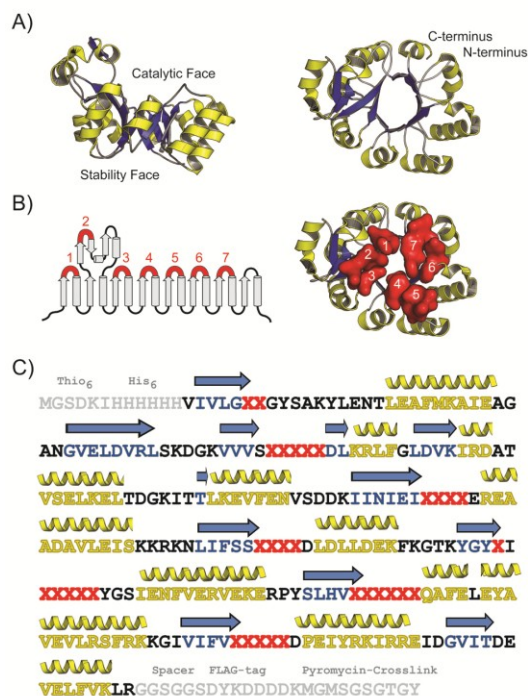 A)
C-terminus
N-terminus
Catalytic Face
Stability Face
B)
2
1 3 4 5 6 7
1 2 3 4 5 6 7
C)
Thio6 His6
MGSDKIHHHHHHVIVLGXXGYSAKYLENTLEAFMKAIEAG
ANGVELDVRLSKDGKVVVSXXXXXDLKRLFGLDVKIRDAT
VSELKELTDGKITTLKEVFENVSDDKIINIEIXXXXEREA
ADAVLEISKKRKNLIFSSXXXXDLDLLDEKFKGTKYGYXI
XXXXXYGSIENFVERVEKERPYSLHVXXXXXXQAFELEYA
VEVLRSFRKKGIVIFVXXXXXDPEIYRKIRREIDGVITDE
Spacer FLAG-tag Pyromycin-Crosslink
VELFVKLRGGSGGSDYKDDDDKMGMSGSGTGY